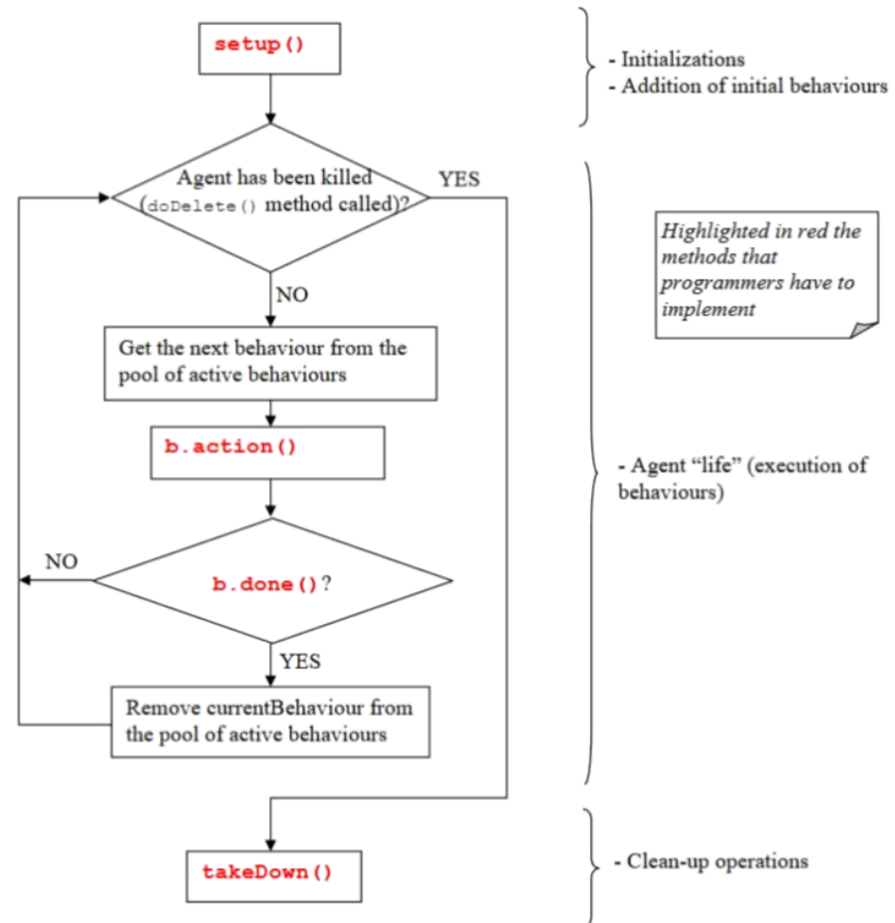 setup()
- Initializations
- Addition of initial behaviours
Agent has been killed
(doDelete() method called)?
YES
Highlighted in red the
methods that
programmers have to
implement
NO
Get the next behaviour from the
pool of active behaviours
b.action()
- Agent “life” (execution of
behaviours)
NO
b.done()?
YES
Remove currentBehaviour from
the pool of active behaviours
takeDown()
- Clean-up operations